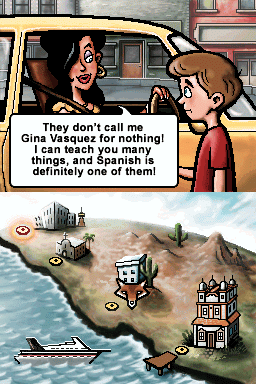 They don't call me
Gina Vasquez for nothing!
I can teach you many
things, and Spanish is
definitely one of them!